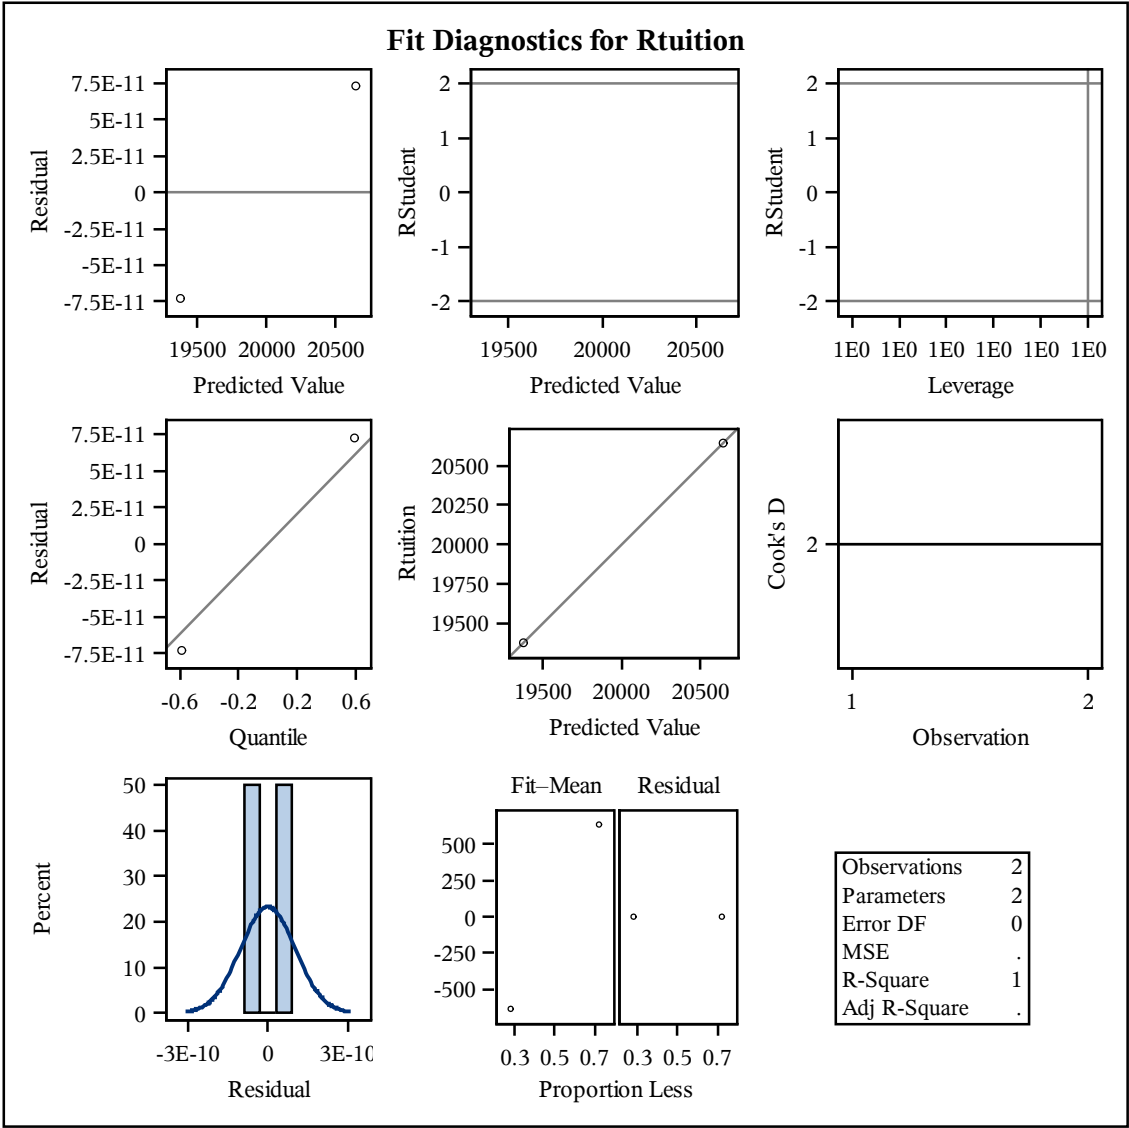 Fit Diagnostics for Rtuition
7.5E-11
5E-11
2.5E-11
0
-2.5E-11
-5E-11
-7.5E-11
Residual
19500 20000 20500
Predicted Value
2
1
0
-1
-2
RStudent
19500 20000 20500
Predicted Value
2
1
0
-1
-2
RStudent
1E0 1E0 1E0 1E0 1E0 1E0
Leverage
7.5E-11
5E-11
2.5E-11
0
-2.5E-11
-5E-11
-7.5E-11
Residual
-0.6 -0.2 0.2 0.6
Quantile
20500
20250
20000
19750
19500
Rtuition
19500 20000 20500
Predicted Value
2
Cook's D
1 2
Observation
50
40
30
20
10
0
Percent
-3E-10 0 3E-10
Residual
Fit–Mean Residual
500
250
0
-250
-500
0.3 0.5 0.7 0.3 0.5 0.7
Proportion Less
Observations 2
Parameters 2
Error DF 0
MSE .
R-Square 1
Adj R-Square .